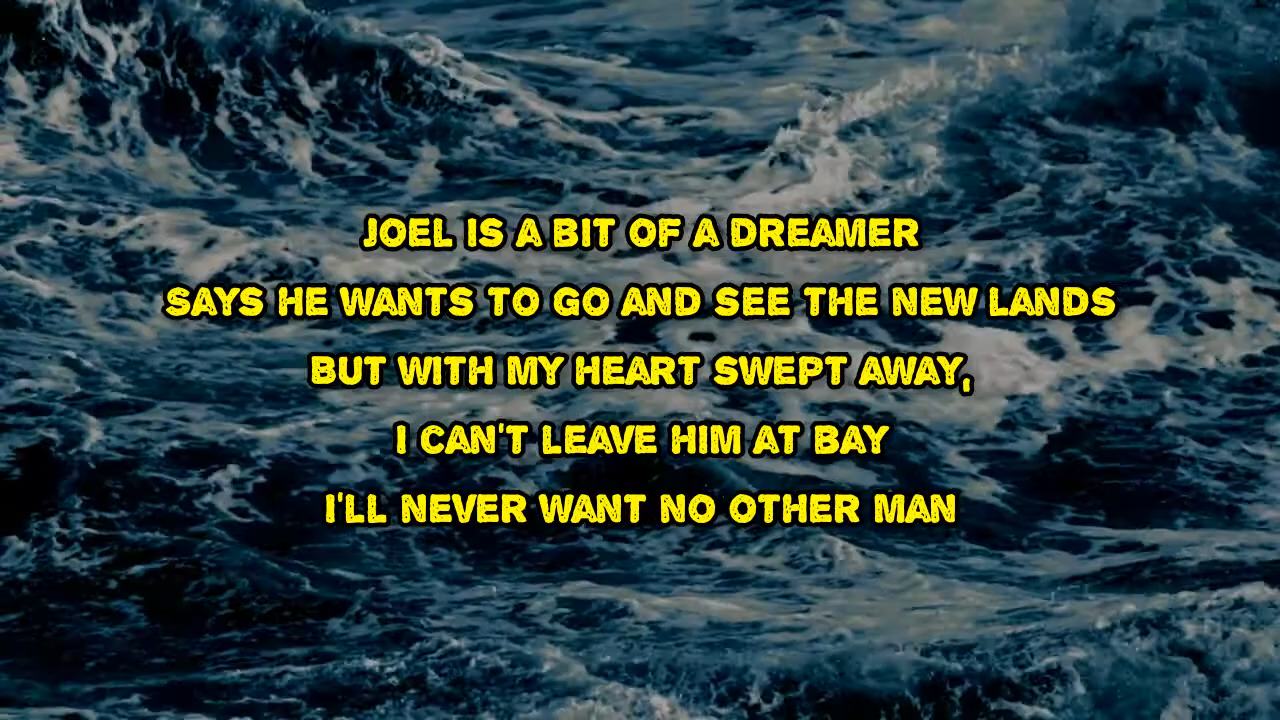 JOEL IS A BIT OF A DREAMER
SAYS HE WANTS TO GO AND SEE THE NEW LANDS
BUT WITH MY HEART SWEPT AWAY,
I CAN'T LEAVE HIM AT BAY
I'LL NEVER WANT NO OTHER MAN